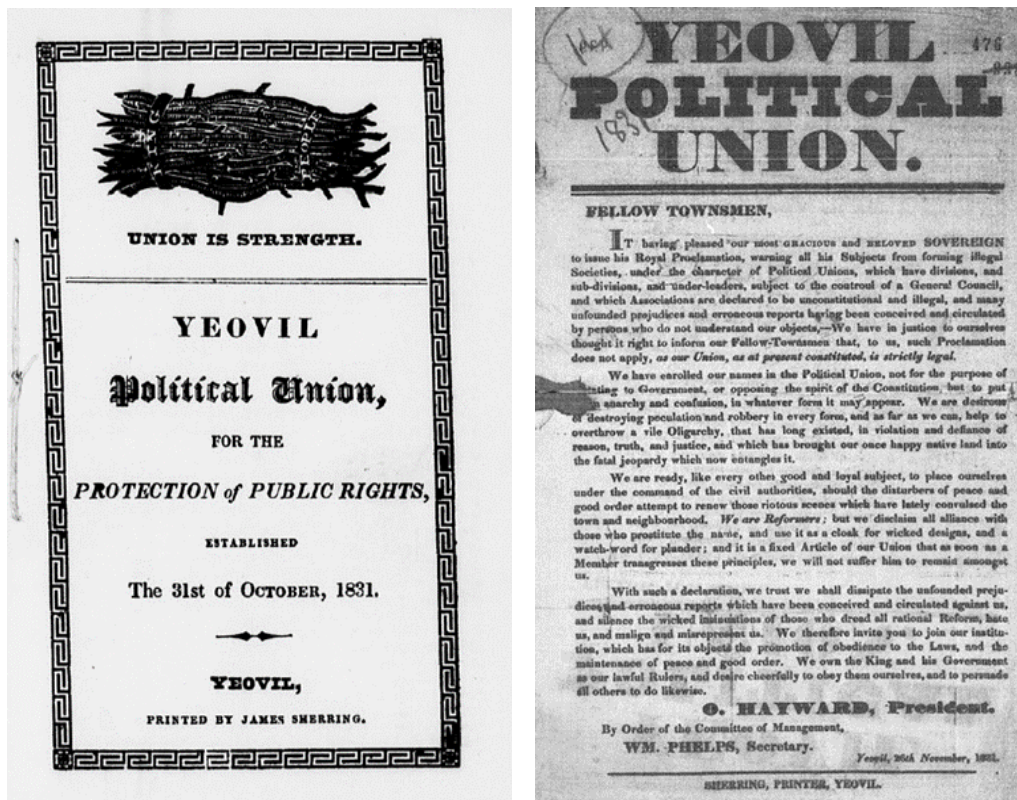 UNION IS STRENGTH.
YEOVIL
Political Union,
FOR THE
PROTECTION of PUBLIC RIGHTS,
ESTABLISHED
The 31st of OCTOBER, 1831.
YEOVIL,
PRINTED BY JAMES SHERRING.
YEOVIL
476
POLITICAL
1831
UNION.
FELLOW TOWNSMEN,
IT having pleased our most GRACIOUS and BELOVED SOVEREIGN
to issue his Royal Proclamation, warning all his Subjects from forming illegal
Societies, under the character of Political Unions, which have divisions, and
sub-divisions, and under-leaders, subject to the controul of a General Council,
and which Associations are declared to be unconstitutional and illegal, and many
unfounded prejudices and erroneous reports having been conceived and circulated
by persons who do not understand our objects,—We have in justice to ourselves
thought it right to inform our Fellow-Townsmen that, to us, such Proclamation
does not apply, as our Union, as at present constituted, is strictly legal.
We have enrolled our names in the Political Union, not for the purpose of
to Government, or opposing the spirit of the Constitution, but to put
anarchy and confusion, in whatever form it may appear. We are desirous
of destroying peculation and robbery in every form, and as far as we can, help to
overthrow a vile Oligarchy, that has long existed, in violation and defiance of
reason, truth, and justice, and which has brought our once happy native land into
the fatal jeopardy which now entangles it.
We are ready, like every other good and loyal subject, to place ourselves
under the command of the civil authorities, should the disturbers of peace and
good order attempt to renew those riotous scenes which have lately convulsed the
town and neighbourhood. We are Reformers; but we disclaim all alliance with
those who prostitute the name, and use it as a cloak for wicked designs, and a
watch-word for plunder; and it is a fixed Article of our Union that as soon as a
Member transgresses these principles, we will not suffer him to remain amongst
us.
With such a declaration, we trust we shall dissipate the unfounded preju-
dices and erroneous reports which have been conceived and circulated against us,
and silence the wicked insinuations of those who dread all rational Reform, hate
us, and malign and misrepresent us. We therefore invite you to join our institu-
tion, which has for its objects the promotion of obedience to the Laws, and the
maintenance of peace and good order. We own the King and his Government
as our lawful Rulers, and desire cheerfully to obey them ourselves, and to persuade
all others to do likewise.
O. HAYWARD, President.
By Order of the Committee of Management,
WM. PHELPS, Secretary.
Yeovil, 26th November, 1831.
SHERRING, PRINTER, YEOVIL.